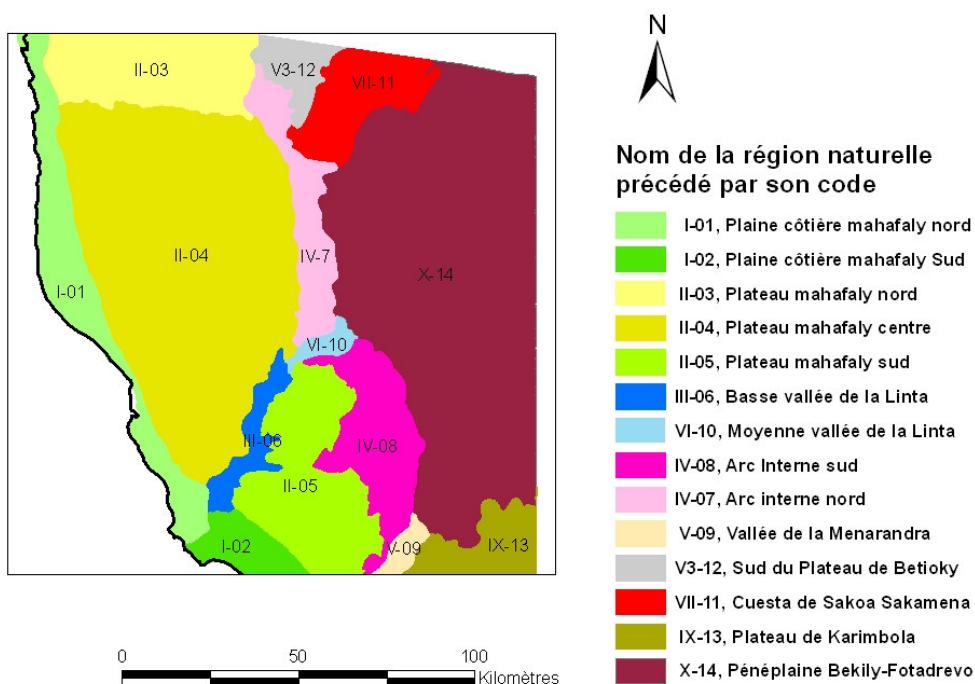 N
II-03
V3-12
VII-11
II-04
IV-7
X-14
I-01
VI-10
III-06
IV-08
II-05
I-02
V-09
IX-13
0 50 100
Kilomètres
Nom de la région naturelle
précédé par son code
I-01, Plaine côtière mahafaly nord
I-02, Plaine côtière mahafaly Sud
II-03, Plateau mahafaly nord
II-04, Plateau mahafaly centre
II-05, Plateau mahafaly sud
III-06, Basse vallée de la Linta
VI-10, Moyenne vallée de la Linta
IV-08, Arc Interne sud
IV-07, Arc interne nord
V-09, Vallée de la Menarandra
V3-12, Sud du Plateau de Betioky
VII-11, Cuesta de Sakoa Sakamena
IX-13, Plateau de Karimbola
X-14, Pénéplaine Bekily-Fotadrevo